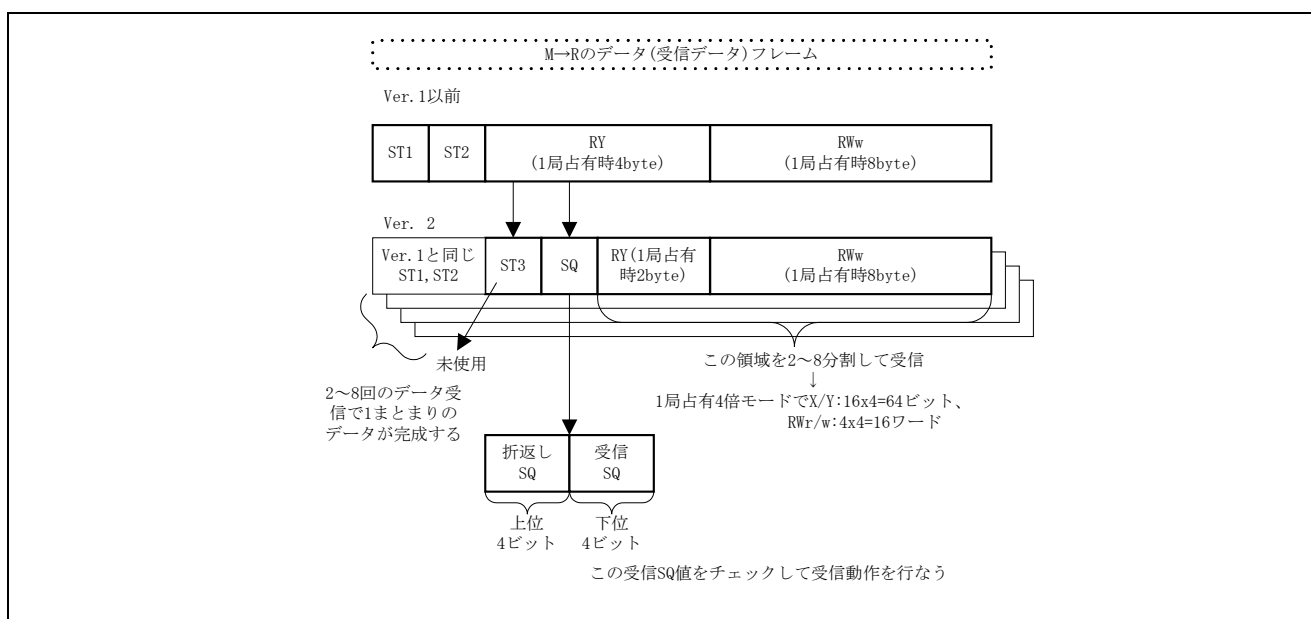 M→Rのデータ(受信データ)フレーム
Ver.1以前
ST1
ST2
RY
(1局占有時4byte)
RWw
(1局占有時8byte)
Ver. 2
Ver.1と同じ
ST1,ST2
ST3
SQ
RY(1局占有
時2byte)
RWw
(1局占有時8byte)
未使用
2～8回のデータ受
信で1まとまりの
データが完成する
この領域を2～8分割して受信
↓
1局占有4倍モードでX/Y:16x4=64ビット、
RWr/w:4x4=16ワード
折返し
SQ
受信
SQ
上位
4ビット
下位
4ビット
この受信SQ値をチェックして受信動作を行なう